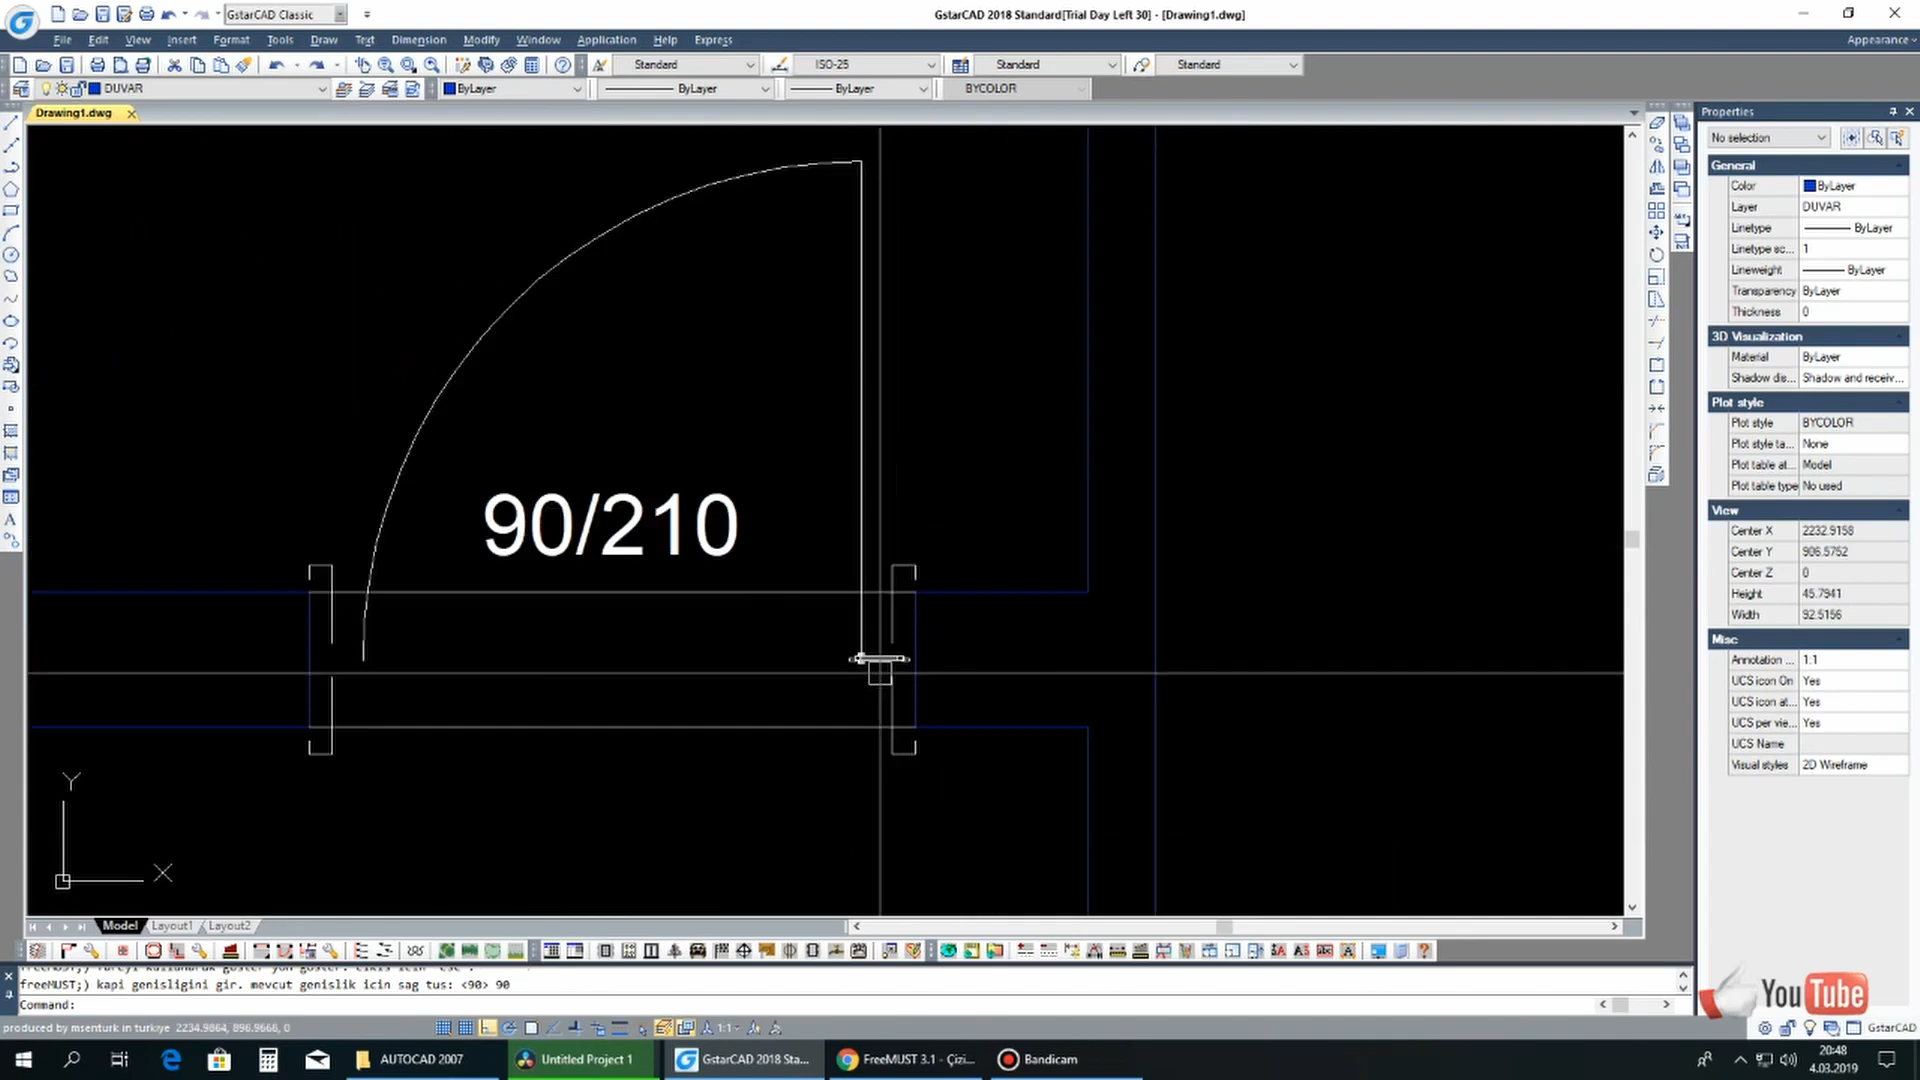 GstarCAD Classic
GstarCAD 2018 Standard[Trial Day Left 30] - [Drawing1.dwg]
File Edit View Insert Format Tools Draw Text Dimension Modify Window Application Help Express
Appearance
Standard ISO-25 Standard Standard
DUVAR ByLayer ByLayer ByLayer BYCOLOR
Drawing1.dwg
Properties
No selection
General
Color ByLayer
Layer DUVAR
Linetype ByLayer
Linetype sc... 1
Lineweight ByLayer
Transparency ByLayer
Thickness 0
3D Visualization
Material ByLayer
Shadow dis... Shadow and receiv...
Plot style
Plot style BYCOLOR
Plot style ta... None
Plot table at... Model
Plot table type No used
View
Center X 2232.9158
Center Y 906.5752
Center Z 0
Height 45.7941
Width 92.5156
Misc
Annotation ... 1:1
UCS icon On Yes
UCS icon at... Yes
UCS per vie... Yes
UCS Name
Visual styles 2D Wireframe
90/210
Y
X
Model Layout1 Layout2
freeMUST;) kapi genisligini gir. mevcut genislik icin sag tus: <90> 90
Command:
You Tube
produced by msenturk in turkiye 2234.9864, 896.9666, 0
1:1
GstarCAD
AUTOCAD 2007
Untitled Project 1
GstarCAD 2018 Sta...
FreeMUST 3.1 - Çizi...
Bandicam
20:48
4.03.2019